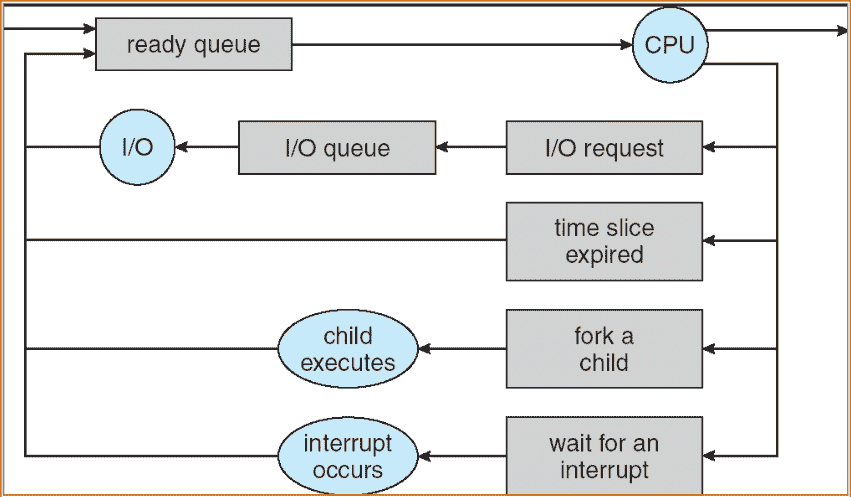 ready queue
CPU
I/O
I/O queue
I/O request
time slice
expired
child
executes
fork a
child
interrupt
occurs
wait for an
interrupt